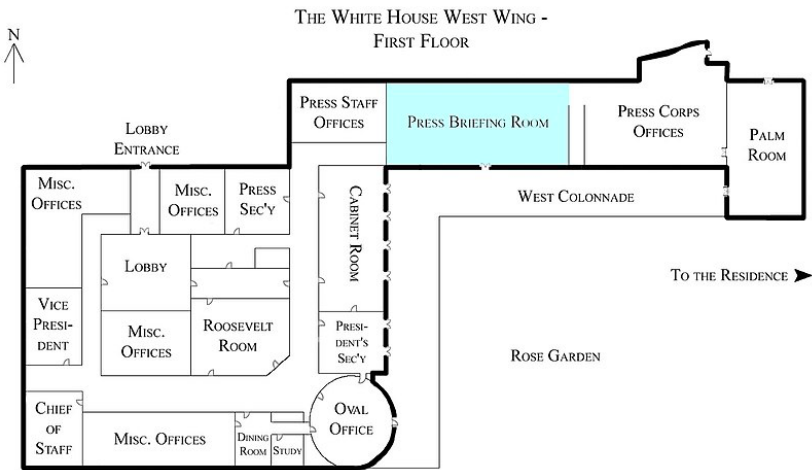 The White House West Wing -
First Floor
N
Press Staff
Offices
Press Briefing Room
Press Corps
Offices
Palm
Room
Lobby
Entrance
Misc.
Offices
Misc.
Offices
Press
Sec'y
Cabinet Room
West Colonnade
Lobby
To the Residence
Vice
Presi-
dent
Misc.
Offices
Roosevelt
Room
Presi-
dent's
Sec'y
Rose Garden
Chief
of
Staff
Misc. Offices
Dining
Room
Study
Oval
Office